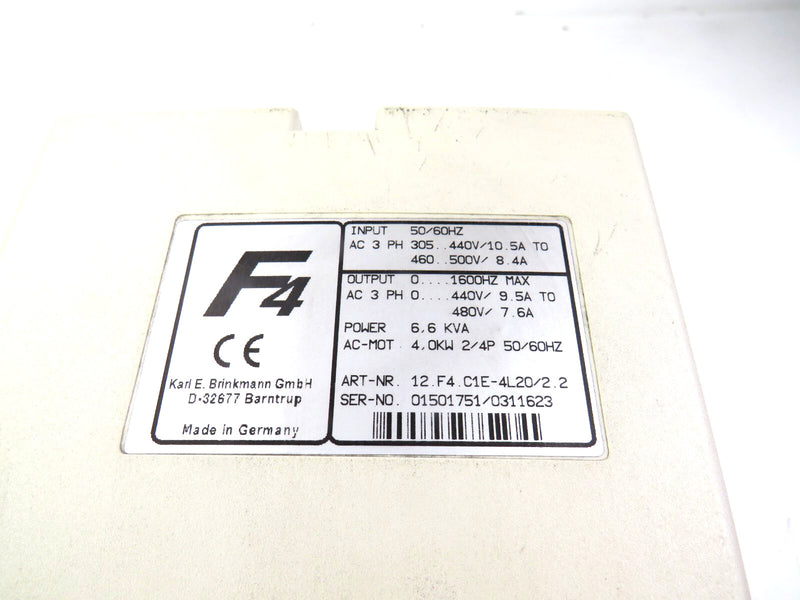 F4
CE
Karl E. Brinkmann GmbH
D-32677 Barntrup
Made in Germany
INPUT 50/60HZ
AC 3 PH 305..440V/10.5A TO
460..500V/ 8.4A
OUTPUT 0....1600HZ MAX
AC 3 PH 0....440V/ 9.5A TO
480V/ 7.6A
POWER 6,6 KVA
AC-MOT. 4,0KW 2/4P 50/60HZ
ART-NR. 12.F4.C1E-4L20/2.2
SER-NO. 01501751/0311623